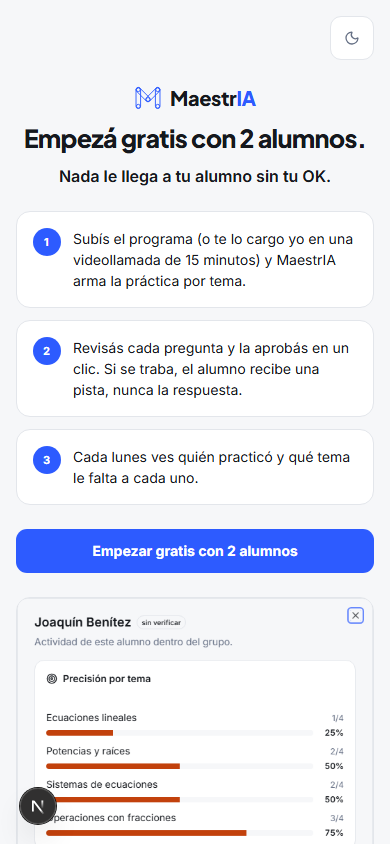 MaestrIA
Empezá gratis con 2 alumnos.
Nada le llega a tu alumno sin tu OK.
1
Subís el programa (o te lo cargo yo en una
videollamada de 15 minutos) y MaestrIA
arma la práctica por tema.
2
Revisás cada pregunta y la aprobás en un
clic. Si se traba, el alumno recibe una
pista, nunca la respuesta.
3
Cada lunes ves quién practicó y qué tema
le falta a cada uno.
Empezar gratis con 2 alumnos
Joaquín Benítez sin verificar
Actividad de este alumno dentro del grupo.
Precisión por tema
Ecuaciones lineales 1/4
25%
Potencias y raíces 2/4
50%
Sistemas de ecuaciones 2/4
50%
N
peraciones con fracciones 3/4
75%